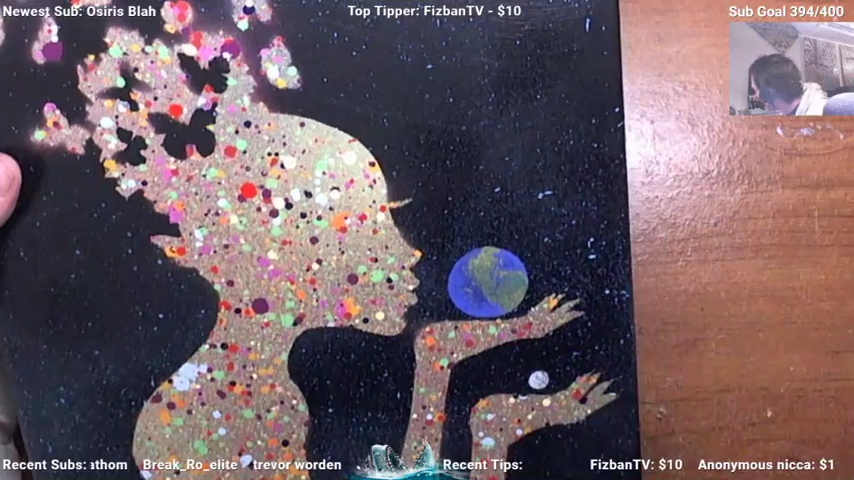 Newest Sub: Osiris Blah
Top Tipper: FizbanTV - $10
Sub Goal 394/400
Recent Subs: athom Break_Ro_elite trevor worden
Recent Tips: FizbanTV: $10 Anonymous nicca: $1